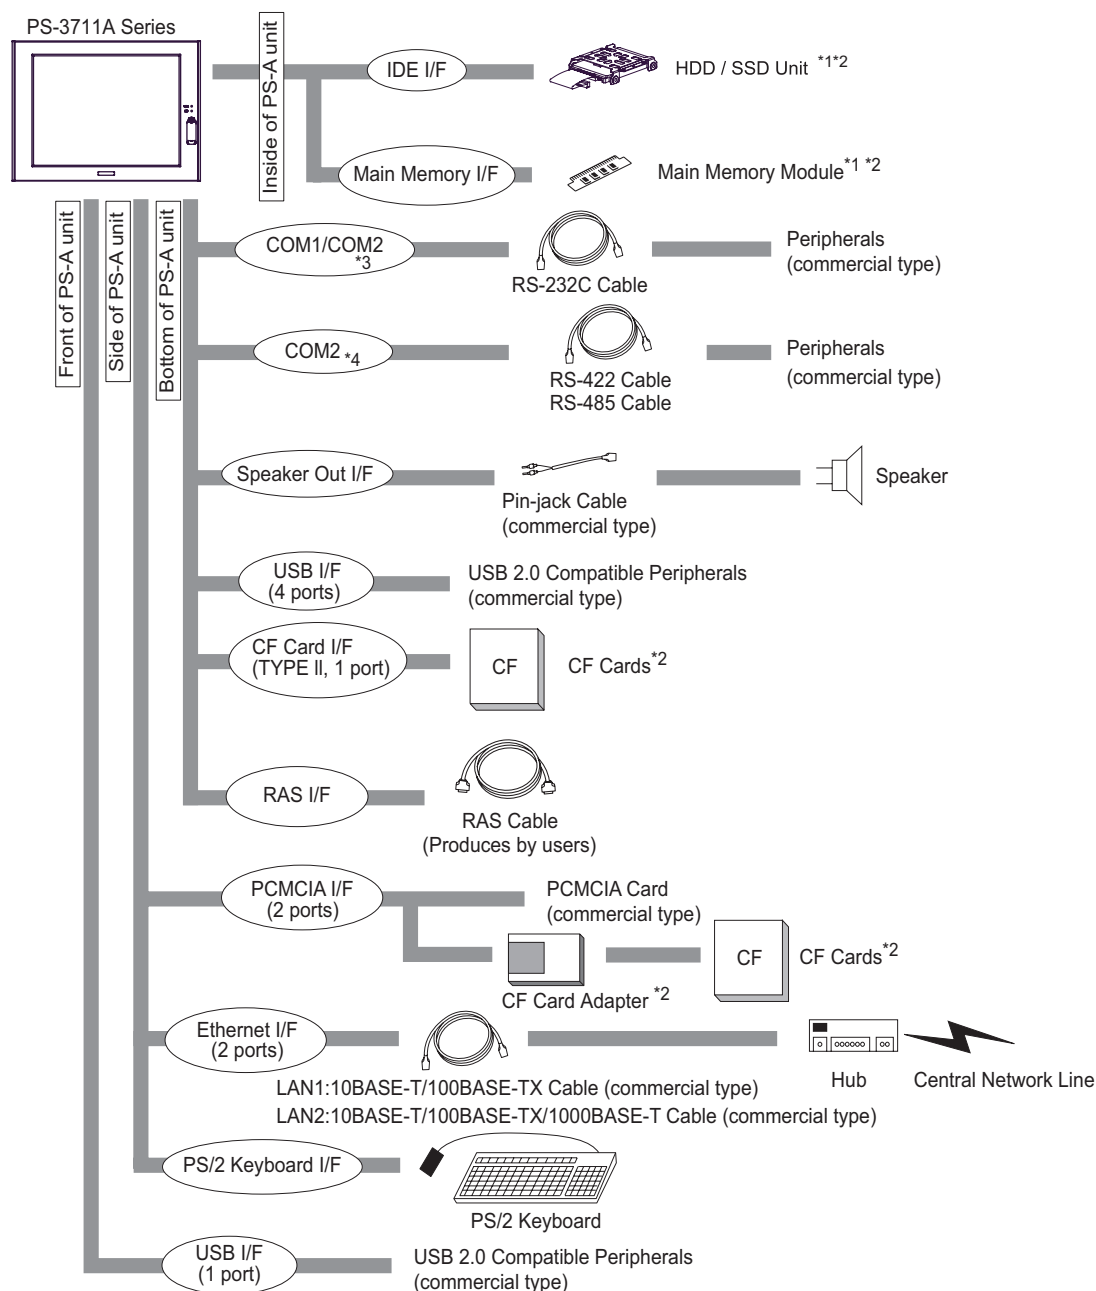 PS-3711A Series
Inside of PS-A unit
IDE I/F
HDD / SSD Unit *1*2
Main Memory I/F
Main Memory Module*1 *2
Front of PS-A unit
Side of PS-A unit
Bottom of PS-A unit
COM1/COM2
*3
RS-232C Cable
Peripherals
(commercial type)
COM2 *4
RS-422 Cable
RS-485 Cable
Peripherals
(commercial type)
Speaker Out I/F
Pin-jack Cable
(commercial type)
Speaker
USB I/F
(4 ports)
USB 2.0 Compatible Peripherals
(commercial type)
CF Card I/F
(TYPE II, 1 port)
CF
CF Cards*2
RAS I/F
RAS Cable
(Produces by users)
PCMCIA I/F
(2 ports)
PCMCIA Card
(commercial type)
CF Card Adapter *2
CF
CF Cards*2
Ethernet I/F
(2 ports)
Hub
Central Network Line
LAN1:10BASE-T/100BASE-TX Cable (commercial type)
LAN2:10BASE-T/100BASE-TX/1000BASE-T Cable (commercial type)
PS/2 Keyboard I/F
PS/2 Keyboard
USB I/F
(1 port)
USB 2.0 Compatible Peripherals
(commercial type)